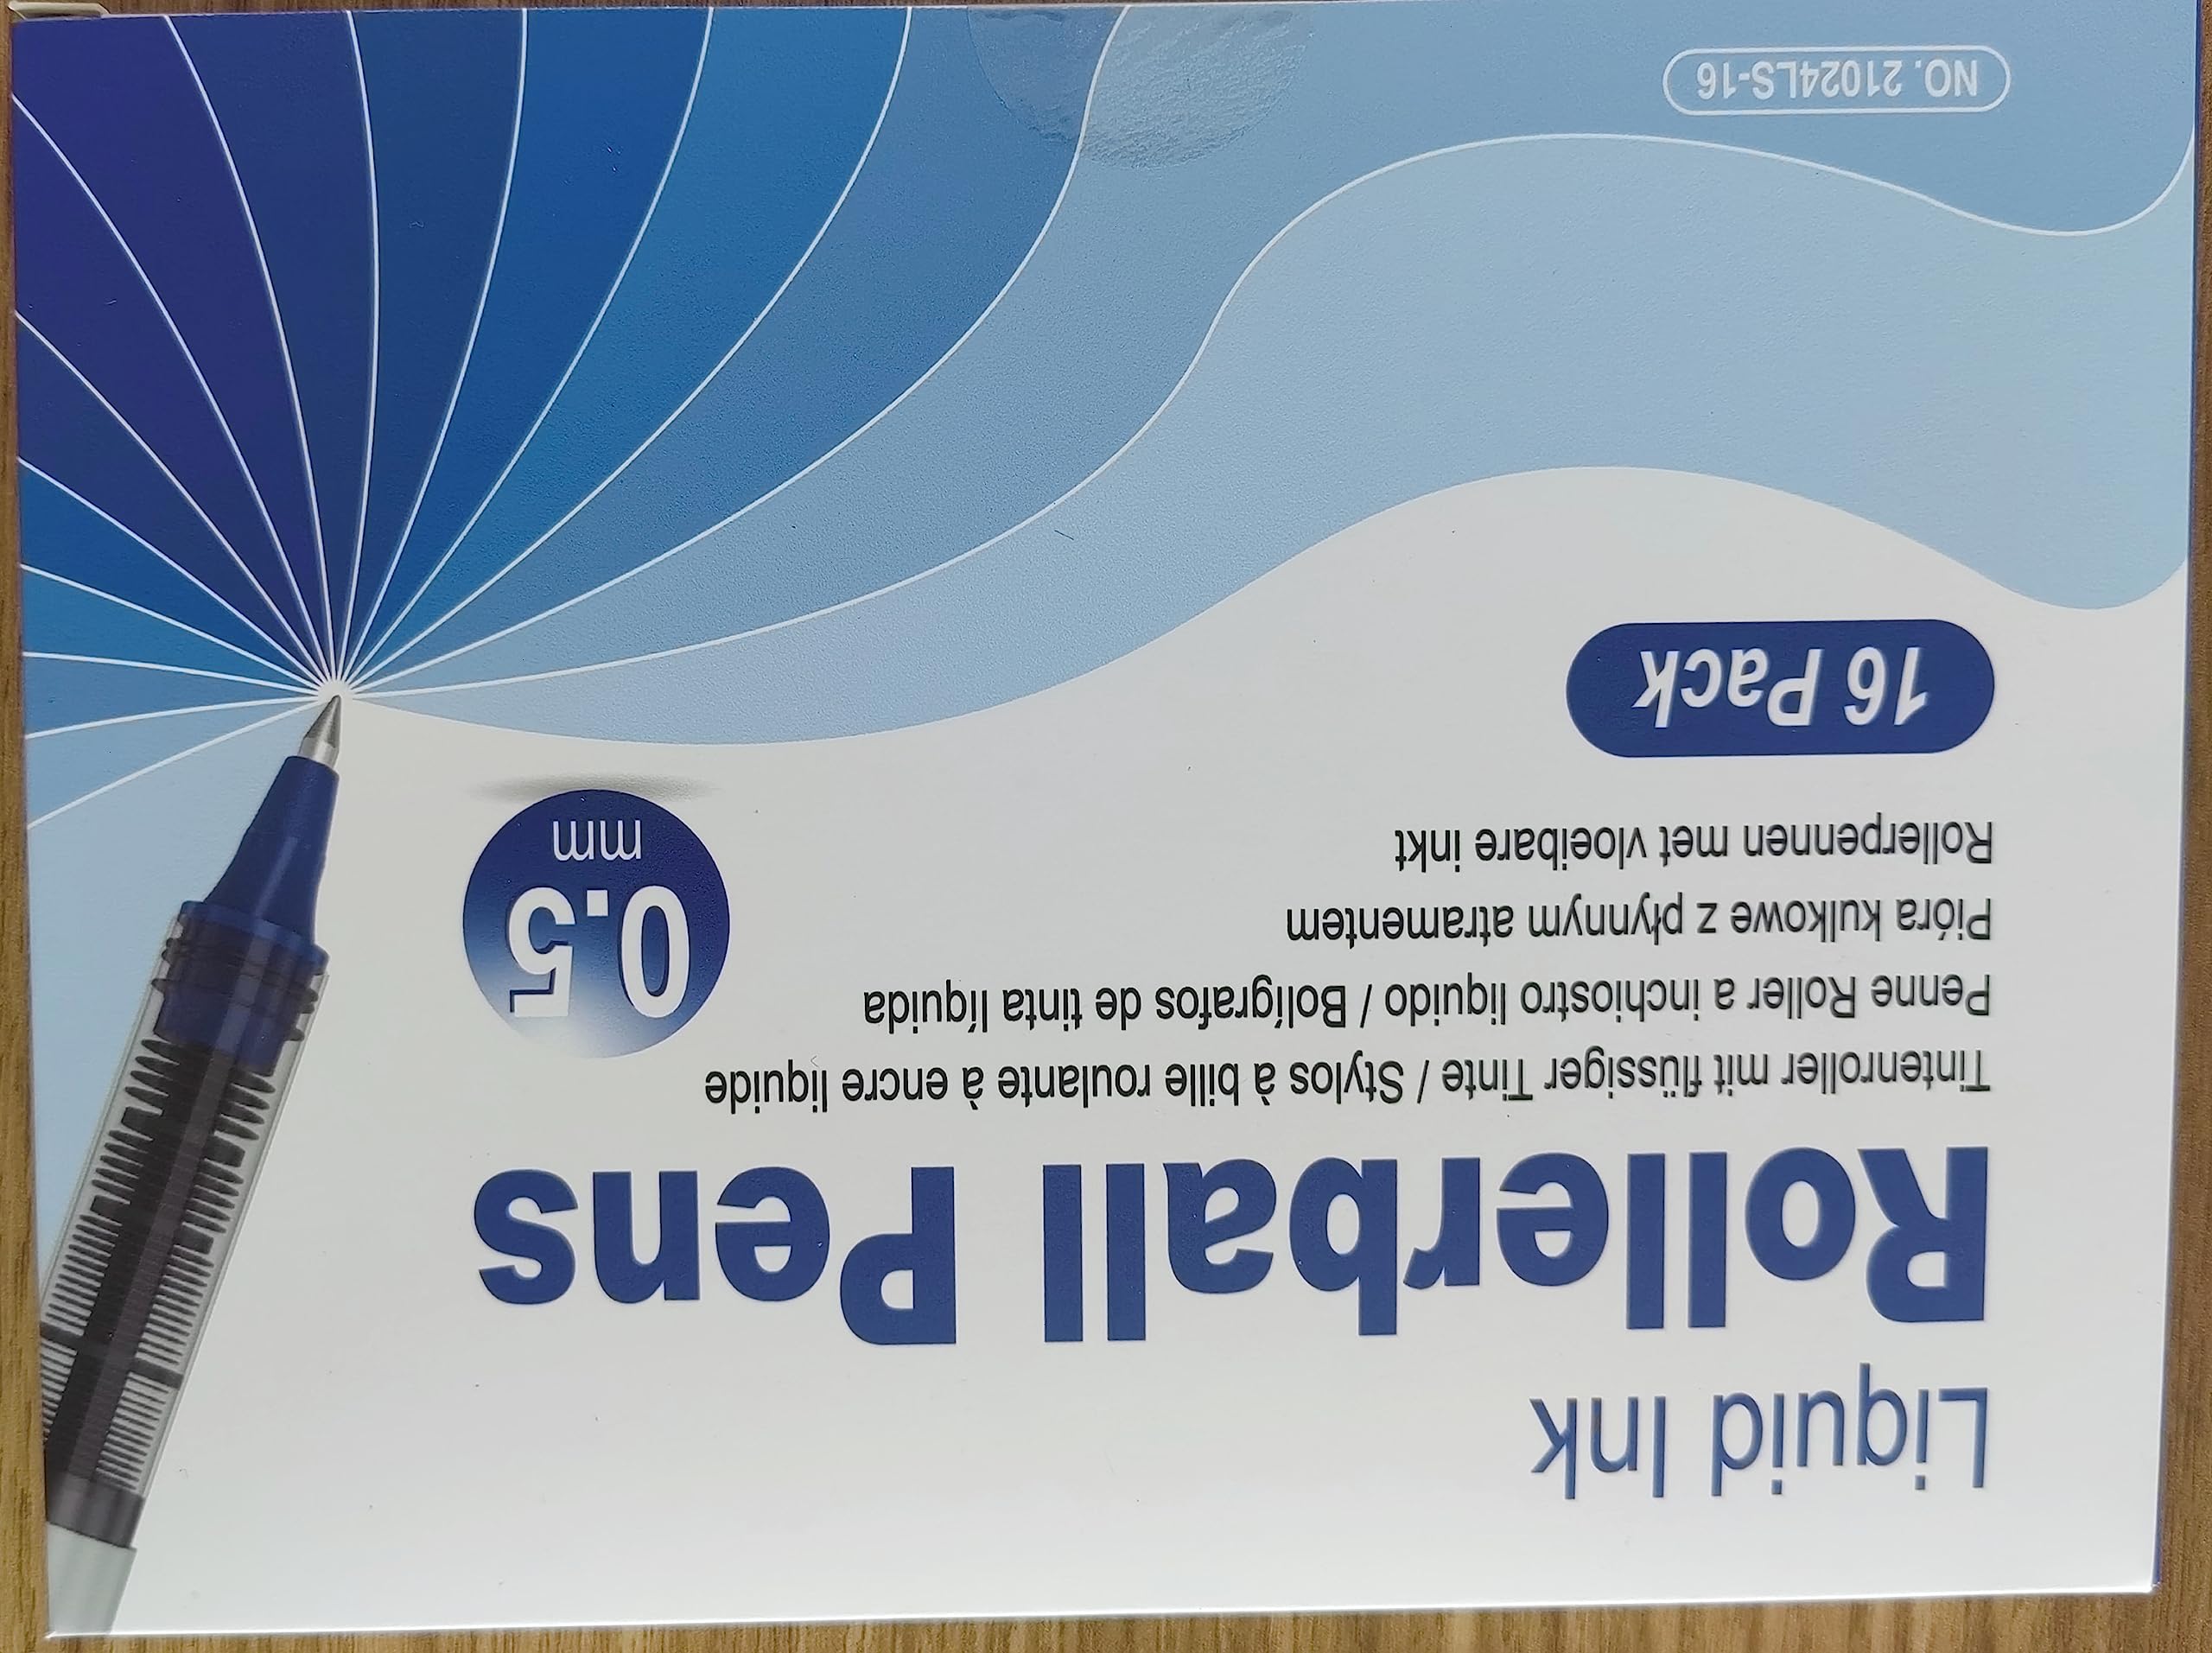 Liquid Ink
Rollerball Pens
Tintenroller mit flüssiger Tinte / Stylos à bille roulante à encre liquide
Penne Roller a inchiostro liquido / Bolígrafos de tinta líquida
Pióra kulkowe z płynnym atramentem
Rollerpennen met vloeibare inkt
0.5
mm
16 Pack
NO. 21024LS-16